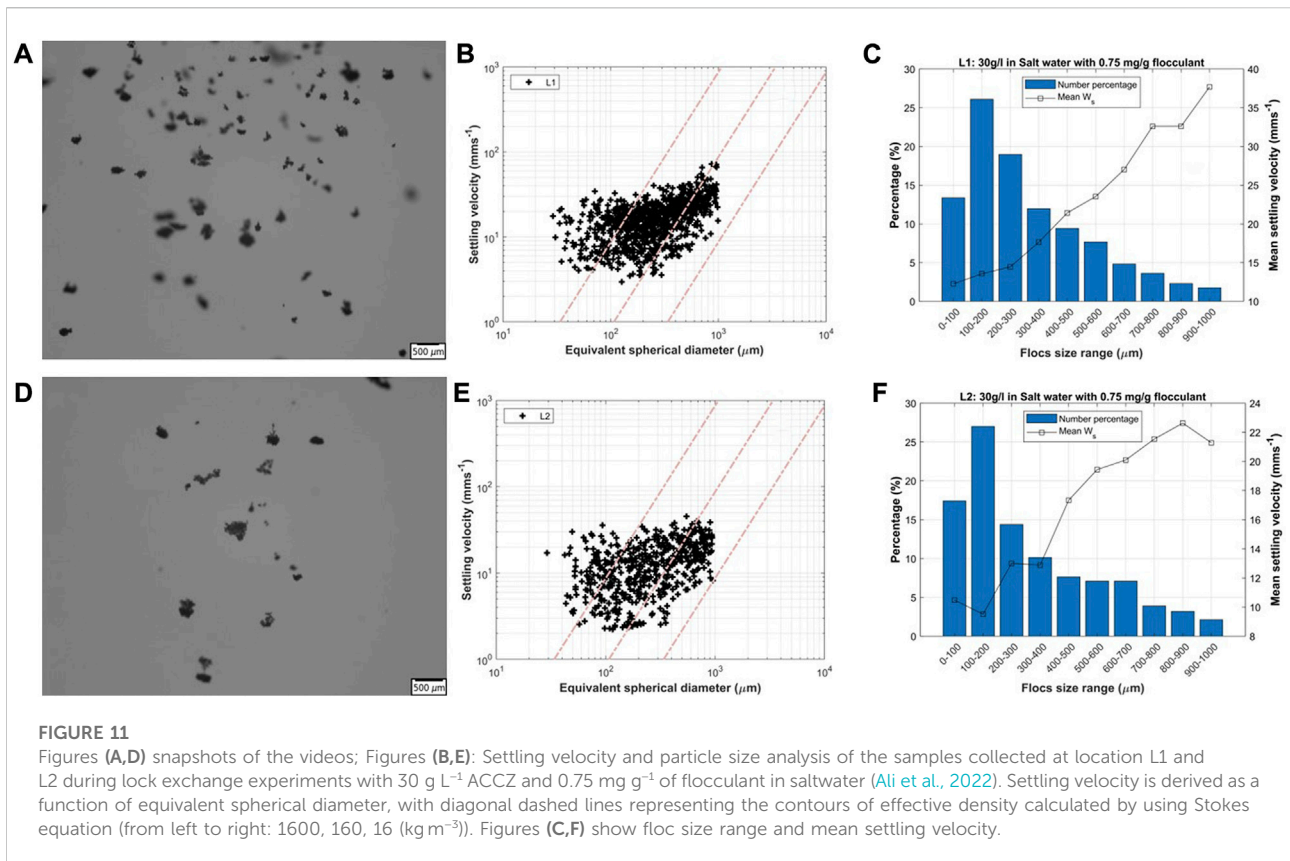 A
500 µm
B
L1
Settling velocity (mms-1)
10³
10²
10¹
10⁰
10¹
10²
10³
10⁴
Equivalent spherical diameter (µm)
C
L1: 30g/l in Salt water with 0.75 mg/g flocculant
Number percentage
Mean Ws
Percentage (%)
30
25
20
15
10
5
0
Mean settling velocity (mms-1)
40
35
30
25
20
15
10
0-100
100-200
200-300
300-400
400-500
500-600
600-700
700-800
800-900
900-1000
Flocs size range (µm)
D
500 µm
E
L2
Settling velocity (mms-1)
10³
10²
10¹
10⁰
10¹
10²
10³
10⁴
Equivalent spherical diameter (µm)
F
L2: 30g/l in Salt water with 0.75 mg/g flocculant
Number percentage
Mean Ws
Percentage (%)
30
25
20
15
10
5
0
Mean settling velocity (mms-1)
24
22
20
18
16
14
12
10
8
0-100
100-200
200-300
300-400
400-500
500-600
600-700
700-800
800-900
900-1000
Flocs size range (µm)
FIGURE 11
Figures (A,D) snapshots of the videos; Figures (B,E): Settling velocity and particle size analysis of the samples collected at location L1 and
L2 during lock exchange experiments with 30 g L⁻¹ ACCZ and 0.75 mg g⁻¹ of flocculant in saltwater (Ali et al., 2022). Settling velocity is derived as a
function of equivalent spherical diameter, with diagonal dashed lines representing the contours of effective density calculated by using Stokes
equation (from left to right: 1600, 160, 16 (kg m⁻³)). Figures (C,F) show floc size range and mean settling velocity.